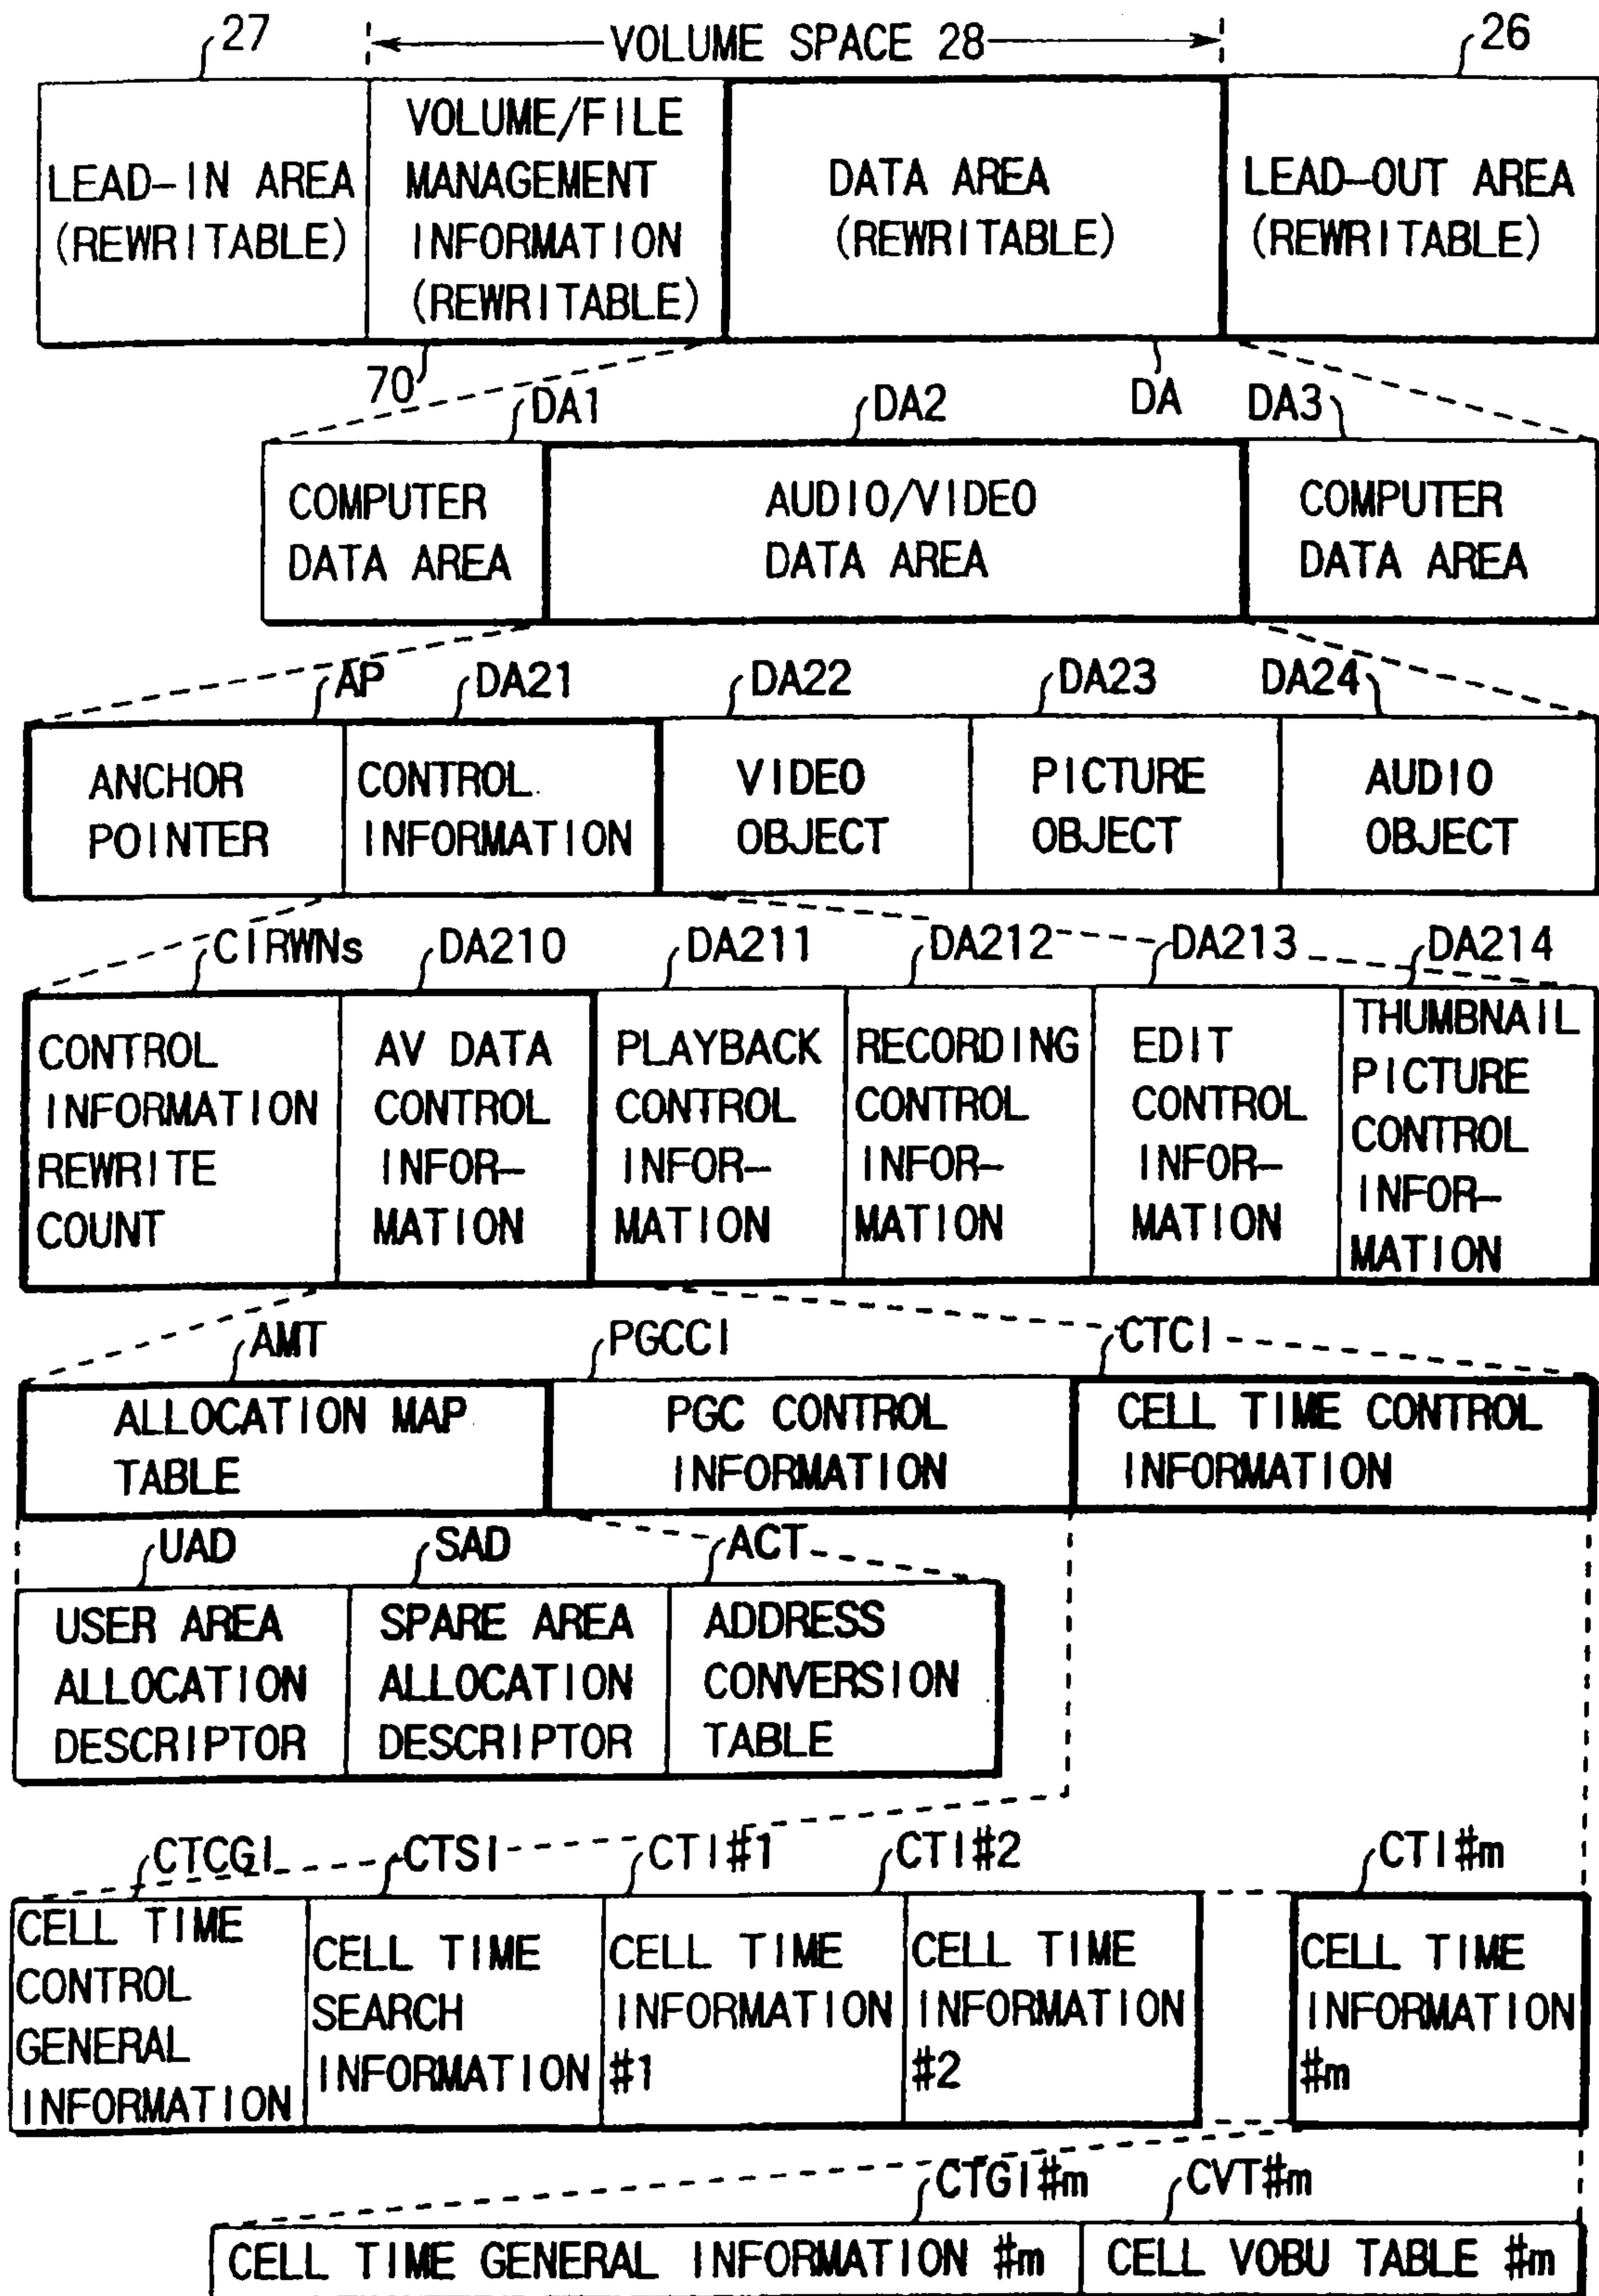 27
VOLUME SPACE 28
26
LEAD-IN AREA
(REWRITABLE)
VOLUME/FILE
MANAGEMENT
INFORMATION
(REWRITABLE)
DATA AREA
(REWRITABLE)
LEAD-OUT AREA
(REWRITABLE)
70
DA1
DA2
DA
DA3
COMPUTER
DATA AREA
AUDIO/VIDEO
DATA AREA
COMPUTER
DATA AREA
AP
DA21
DA22
DA23
DA24
ANCHOR
POINTER
CONTROL
INFORMATION
VIDEO
OBJECT
PICTURE
OBJECT
AUDIO
OBJECT
CIRWNs
DA210
DA211
DA212
DA213
DA214
CONTROL
INFORMATION
REWRITE
COUNT
AV DATA
CONTROL
INFOR-
MATION
PLAYBACK
CONTROL
INFOR-
MATION
RECORDING
CONTROL
INFOR-
MATION
EDIT
CONTROL
INFOR-
MATION
THUMBNAIL
PICTURE
CONTROL
INFOR-
MATION
AMT
PGCCI
CTCI
ALLOCATION MAP
TABLE
PGC CONTROL
INFORMATION
CELL TIME CONTROL
INFORMATION
UAD
SAD
ACT
USER AREA
ALLOCATION
DESCRIPTOR
SPARE AREA
ALLOCATION
DESCRIPTOR
ADDRESS
CONVERSION
TABLE
CTCGI
CTSI
CTI#1
CTI#2
CTI#m
CELL TIME
CONTROL
GENERAL
INFORMATION
CELL TIME
SEARCH
INFORMATION
CELL TIME
INFORMATION
#1
CELL TIME
INFORMATION
#2
CELL TIME
INFORMATION
#m
CTGI#m
CVT#m
CELL TIME GENERAL INFORMATION #m
CELL VOBU TABLE #m